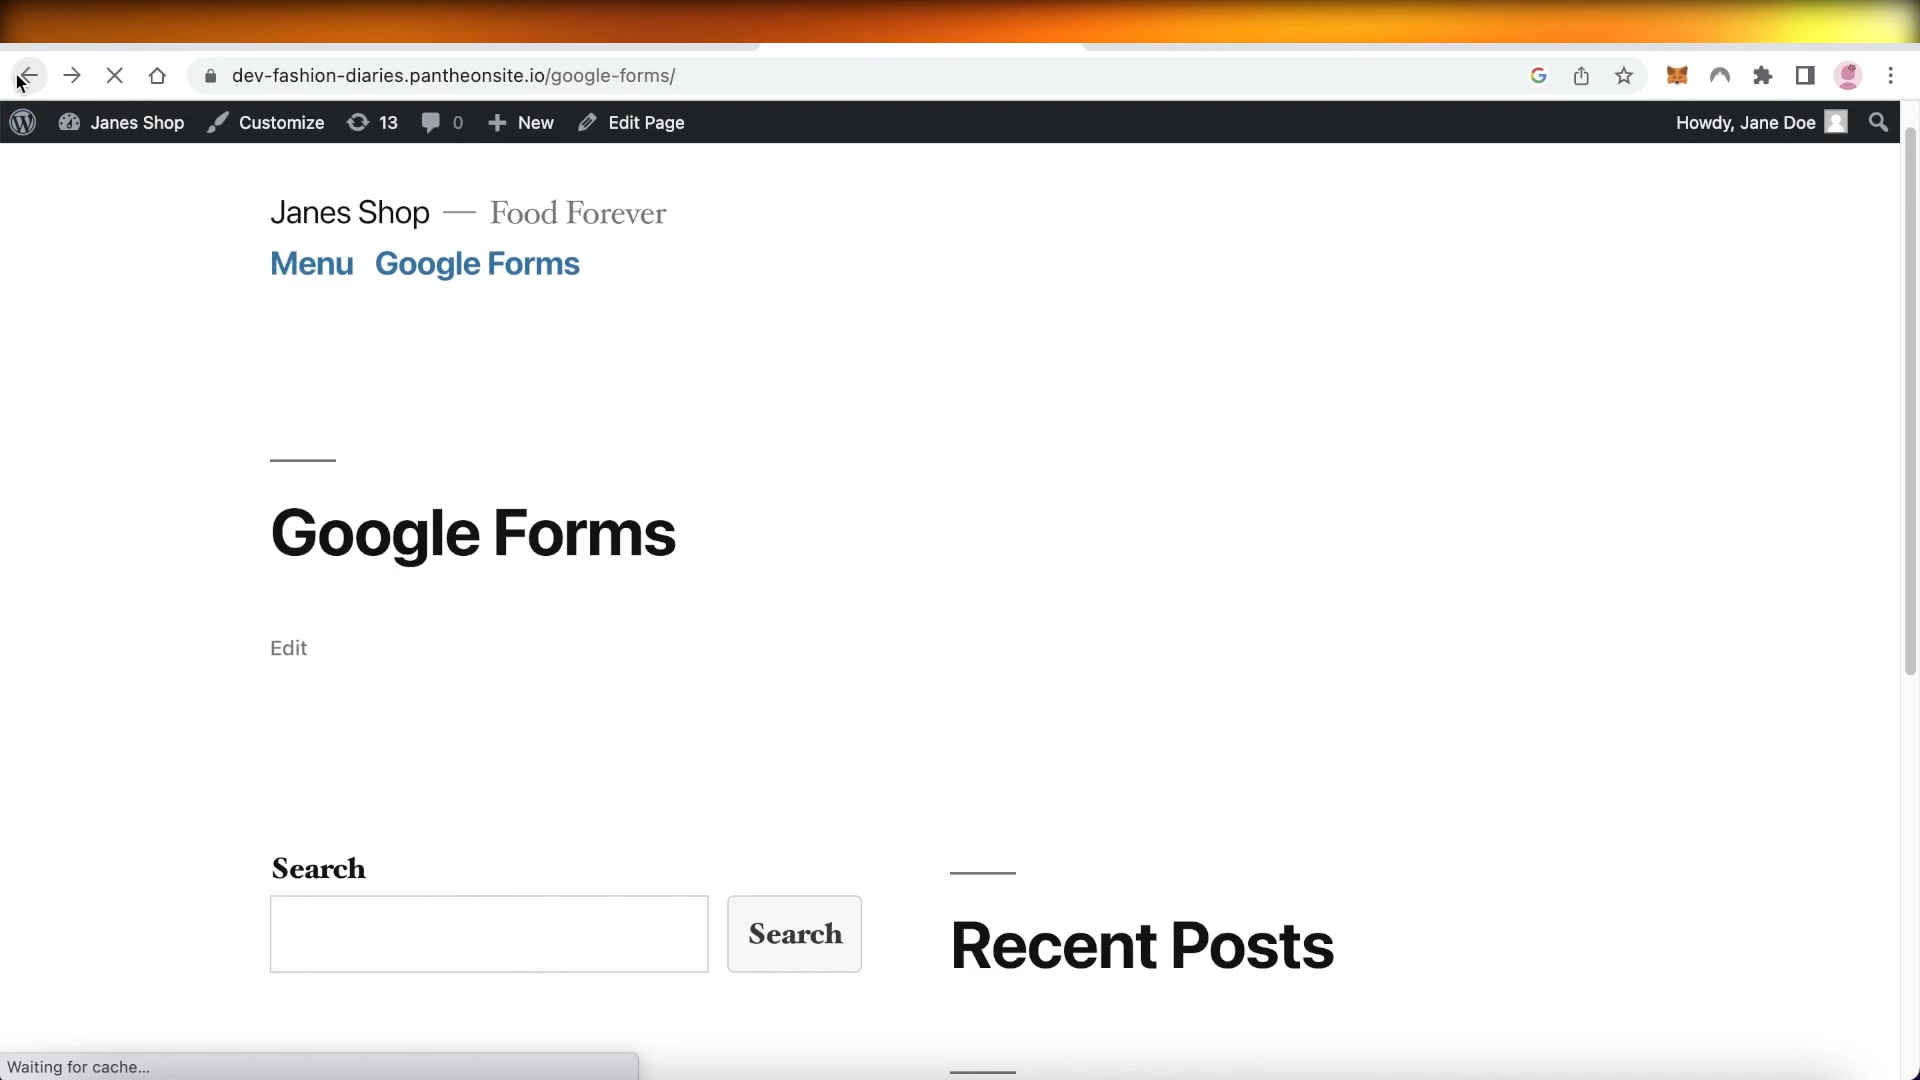 dev-fashion-diaries.pantheonsite.io/google-forms/
Janes Shop Customize 13 0 New Edit Page Howdy, Jane Doe
Janes Shop — Food Forever
Menu Google Forms
Google Forms
Edit
Search
Search
Recent Posts
Waiting for cache...